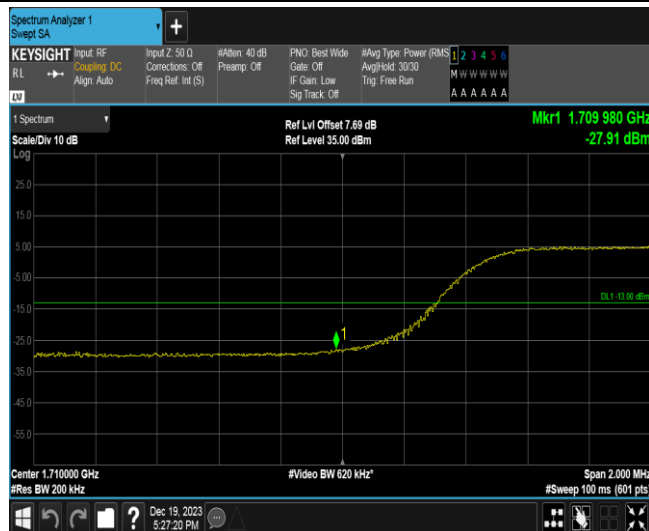 Spectrum Analyzer 1
Swept SA
+
KEYSIGHT
RL
LXI
Input: RF
Coupling: DC
Align: Auto
Input Z: 50 Ω
Corrections: Off
Freq Ref: Int (S)
#Atten: 40 dB
Preamp: Off
PNO: Best Wide
Gate: Off
IF Gain: Low
Sig Track: Off
#Avg Type: Power (RMS
Avg|Hold: 30/30
Trig: Free Run
1 2 3 4 5 6
M W W W W W
A A A A A A
1 Spectrum
Scale/Div 10 dB
Log
Ref Lvl Offset 7.69 dB
Ref Level 35.00 dBm
Mkr1 1.709 980 GHz
-27.91 dBm
25.0
15.0
5.00
-5.00
DL1 -13.00 dBm
-15.0
1
-25.0
-35.0
-45.0
-55.0
Center 1.710000 GHz
#Res BW 200 kHz
#Video BW 620 kHz*
Span 2.000 MHz
#Sweep 100 ms (601 pts)
?
Dec 19, 2023
5:27:20 PM